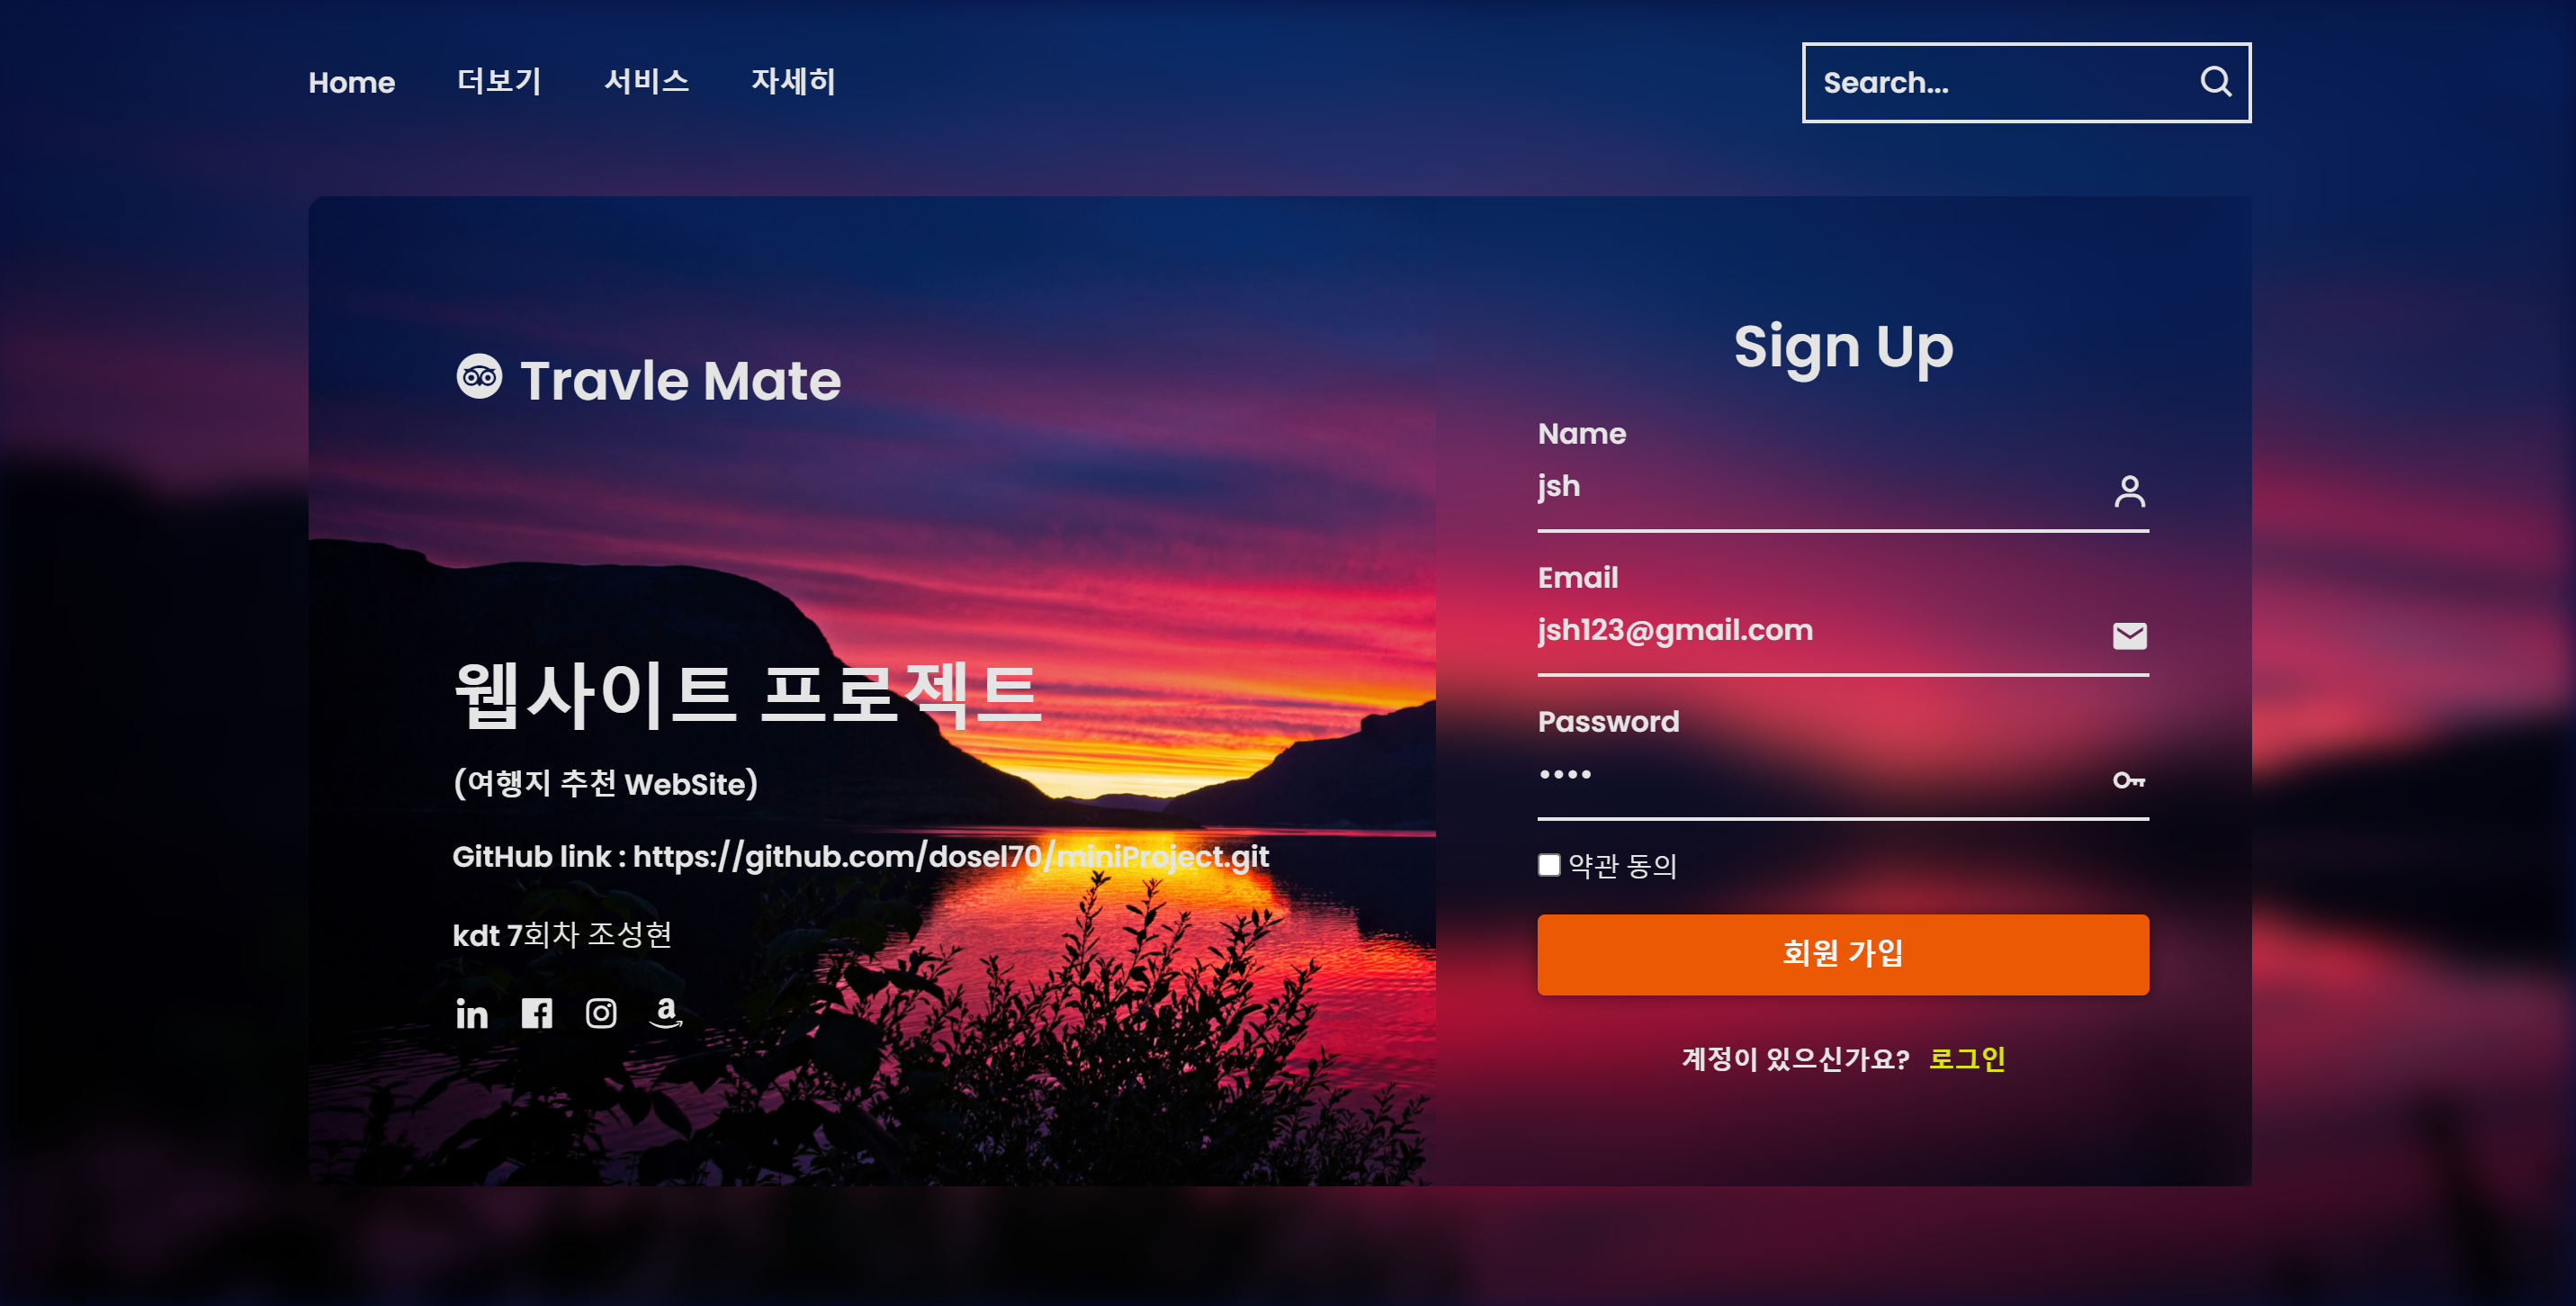 Home 더보기 서비스 자세히
Search...
Travle Mate
웹사이트 프로젝트
(여행지 추천 WebSite)
GitHub link : https://github.com/dosel70/miniProject.git
kdt 7회차 조성현
Sign Up
Name
jsh
Email
jsh123@gmail.com
Password
••••
약관 동의
회원 가입
계정이 있으신가요? 로그인